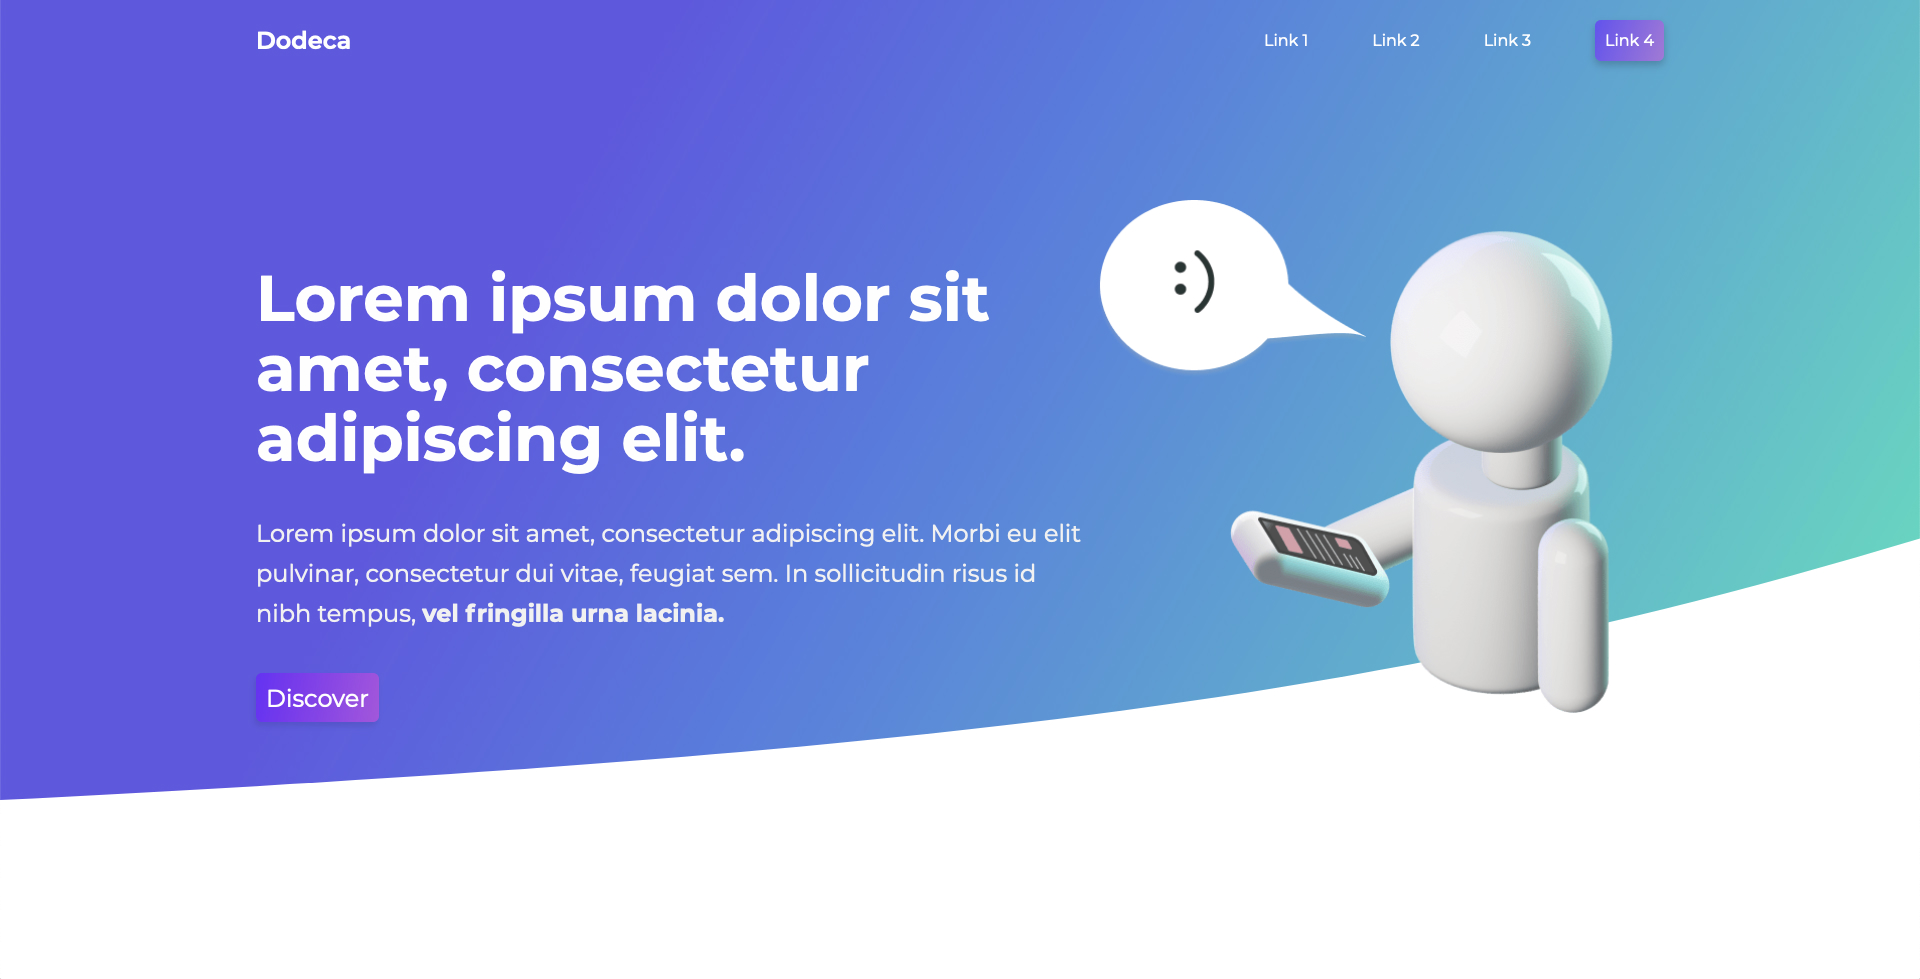 Dodeca
Link 1
Link 2
Link 3
Link 4
:)
Lorem ipsum dolor sit
amet, consectetur
adipiscing elit.
Lorem ipsum dolor sit amet, consectetur adipiscing elit. Morbi eu elit
pulvinar, consectetur dui vitae, feugiat sem. In sollicitudin risus id
nibh tempus, vel fringilla urna lacinia.
Discover